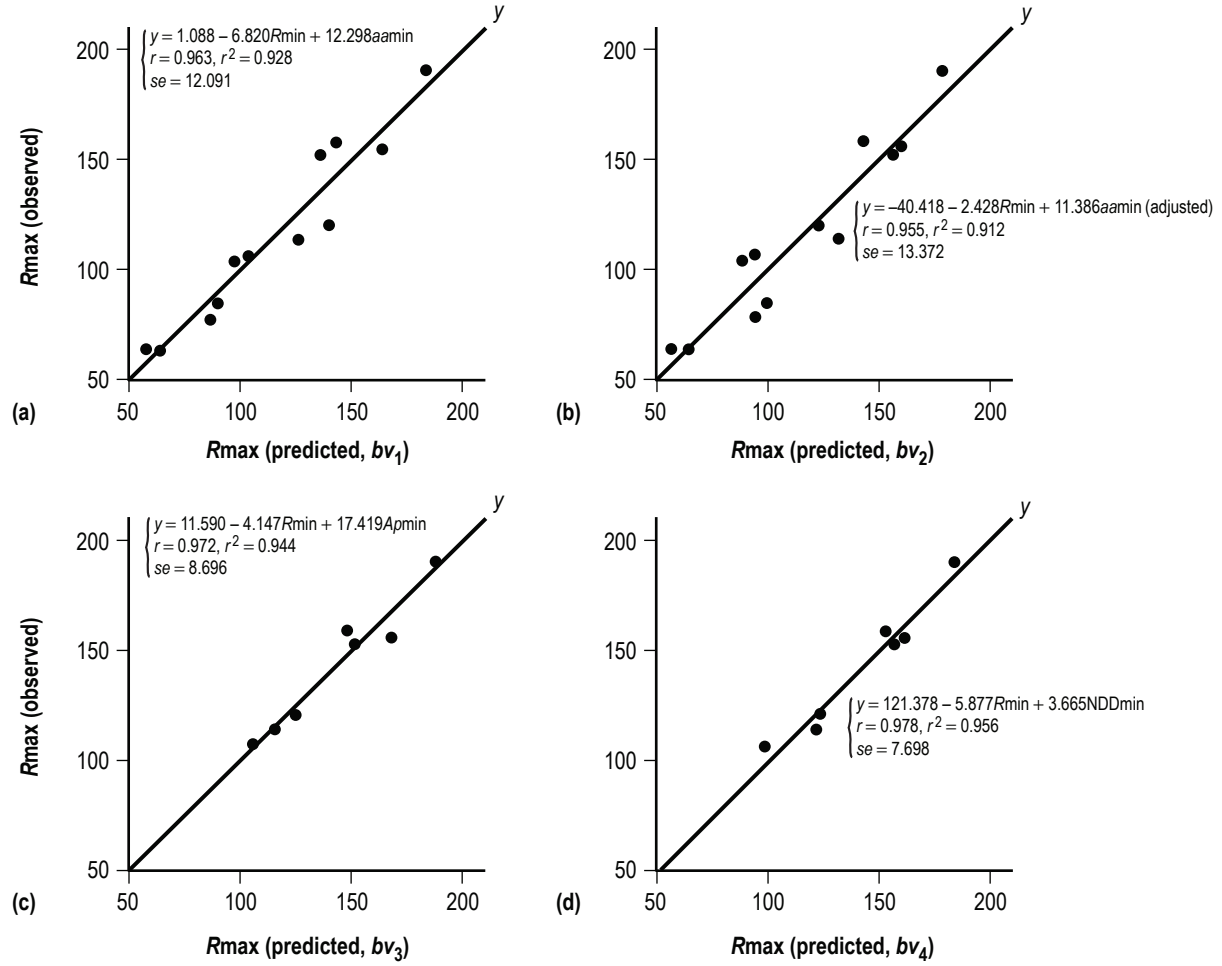 y
y = 1.088 – 6.820Rmin + 12.298aamin
r = 0.963, r² = 0.928
se = 12.091
200
150
100
50
50 100 150 200
Rmax (observed)
(a)
Rmax (predicted, bv₁)
y
y = –40.418 – 2.428Rmin + 11.386aamin (adjusted)
r = 0.955, r² = 0.912
se = 13.372
200
150
100
50
50 100 150 200
(b)
Rmax (predicted, bv₂)
y
y = 11.590 – 4.147Rmin + 17.419Apmin
r = 0.972, r² = 0.944
se = 8.696
200
150
100
50
50 100 150 200
Rmax (observed)
(c)
Rmax (predicted, bv₃)
y
y = 121.378 – 5.877Rmin + 3.665NDDmin
r = 0.978, r² = 0.956
se = 7.698
200
150
100
50
50 100 150 200
(d)
Rmax (predicted, bv₄)